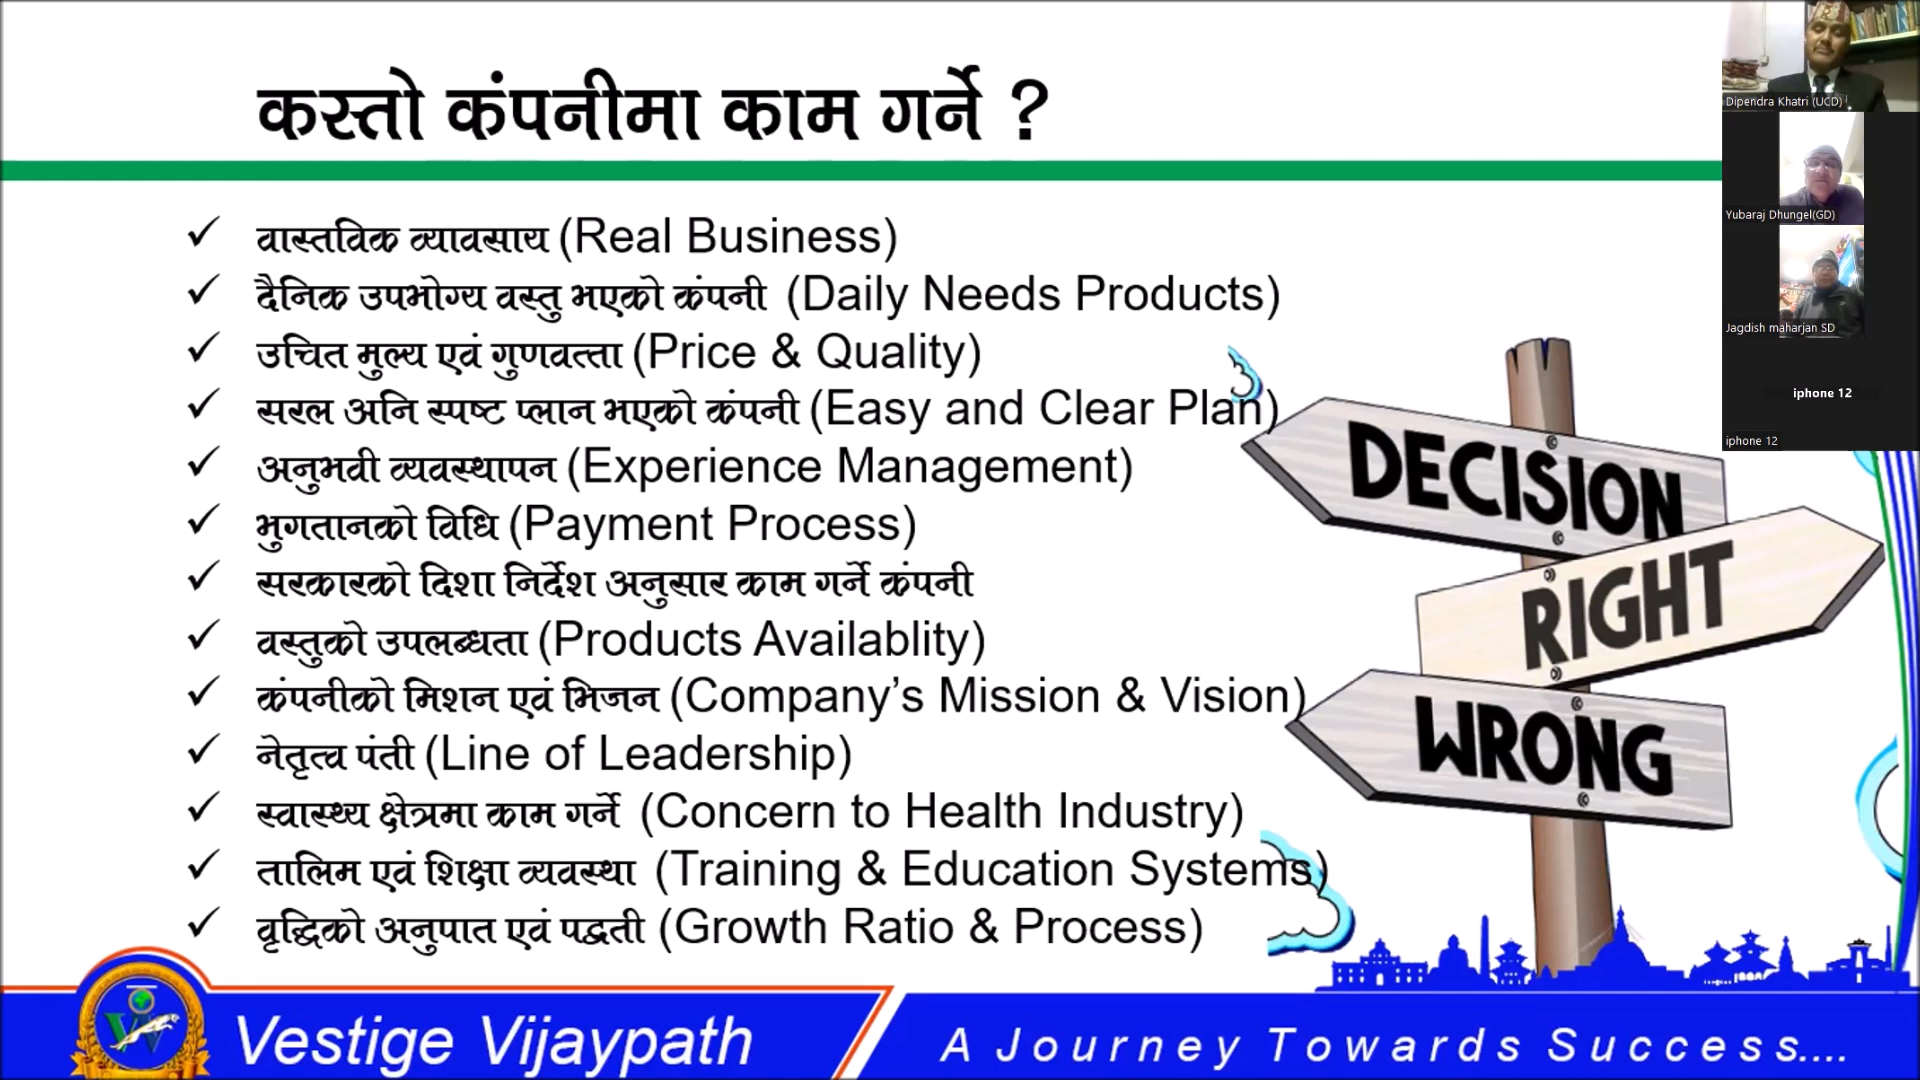 कस्तो कंपनीमा काम गर्ने ?
✓ वास्तविक व्यावसाय (Real Business)
✓ दैनिक उपभोग्य वस्तु भएको कंपनी (Daily Needs Products)
✓ उचित मुल्य एवं गुणवत्ता (Price & Quality)
✓ सरल अनि स्पष्ट प्लान भएको कंपनी (Easy and Clear Plan)
✓ अनुभवी व्यवस्थापन (Experience Management)
✓ भुगतानको विधि (Payment Process)
✓ सरकारको दिशा निर्देश अनुसार काम गर्ने कंपनी
✓ वस्तुको उपलब्धता (Products Availablity)
✓ कंपनीको मिशन एवं भिजन (Company’s Mission & Vision)
✓ नेतृत्व पंती (Line of Leadership)
✓ स्वास्थ्य क्षेत्रमा काम गर्ने (Concern to Health Industry)
✓ तालिम एवं शिक्षा व्यवस्था (Training & Education Systems)
✓ वृद्धिको अनुपात एवं पद्धती (Growth Ratio & Process)
DECISION
RIGHT
WRONG
Vestige Vijaypath
A Journey Towards Success....
Dipendra Khatri (UCD)
Yubaraj Dhungel(GD)
Jagdish maharjan SD
iphone 12
iphone 12